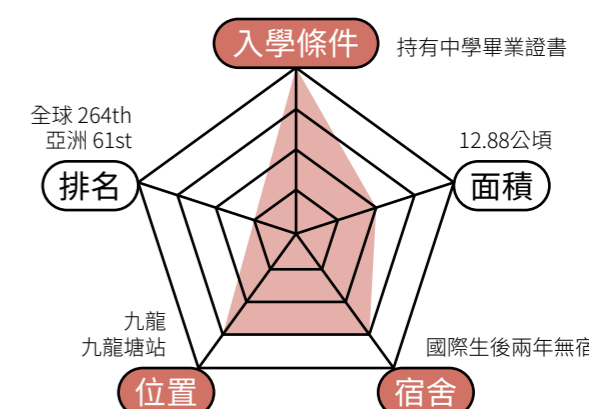 入學條件
持有中學畢業證書
全球 264th
亞洲 61st
排名
12.88公頃
面積
九龍
九龍塘站
位置
國際生後兩年無宿
宿舍